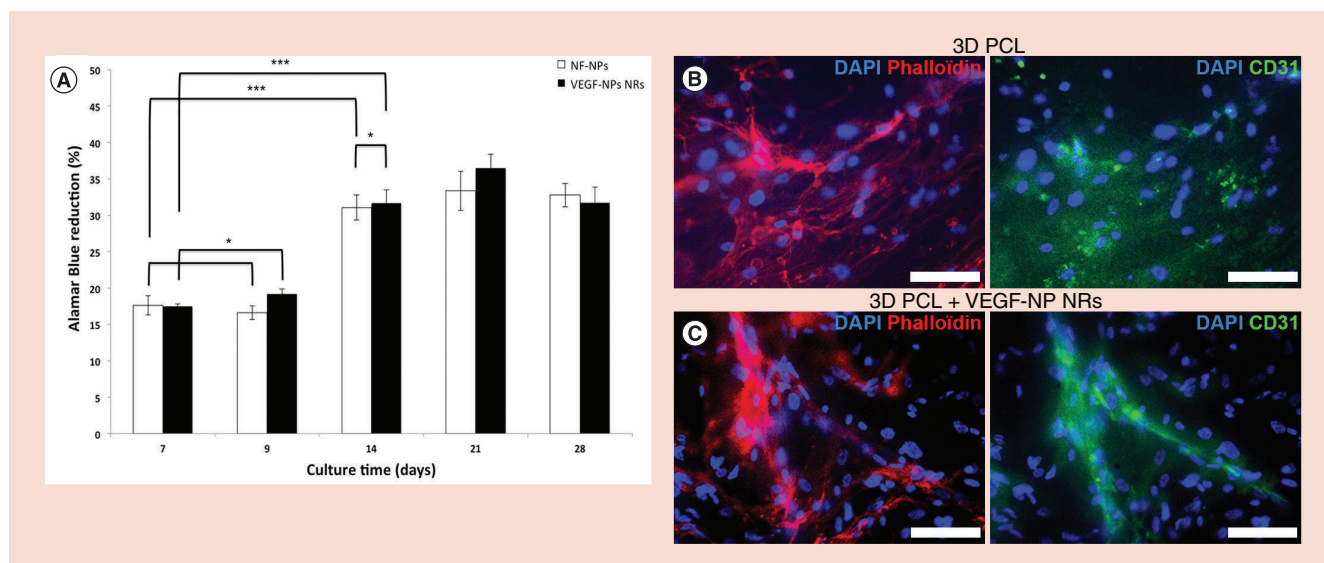 A
50
45
40
35
30
25
20
15
10
5
0
Alamar Blue reduction (%)
***
***
*
*
NF-NPs
VEGF-NPs NRs
7 9 14 21 28
Culture time (days)
3D PCL
B
DAPI Phalloïdin
DAPI CD31
3D PCL + VEGF-NP NRs
C
DAPI Phalloïdin
DAPI CD31